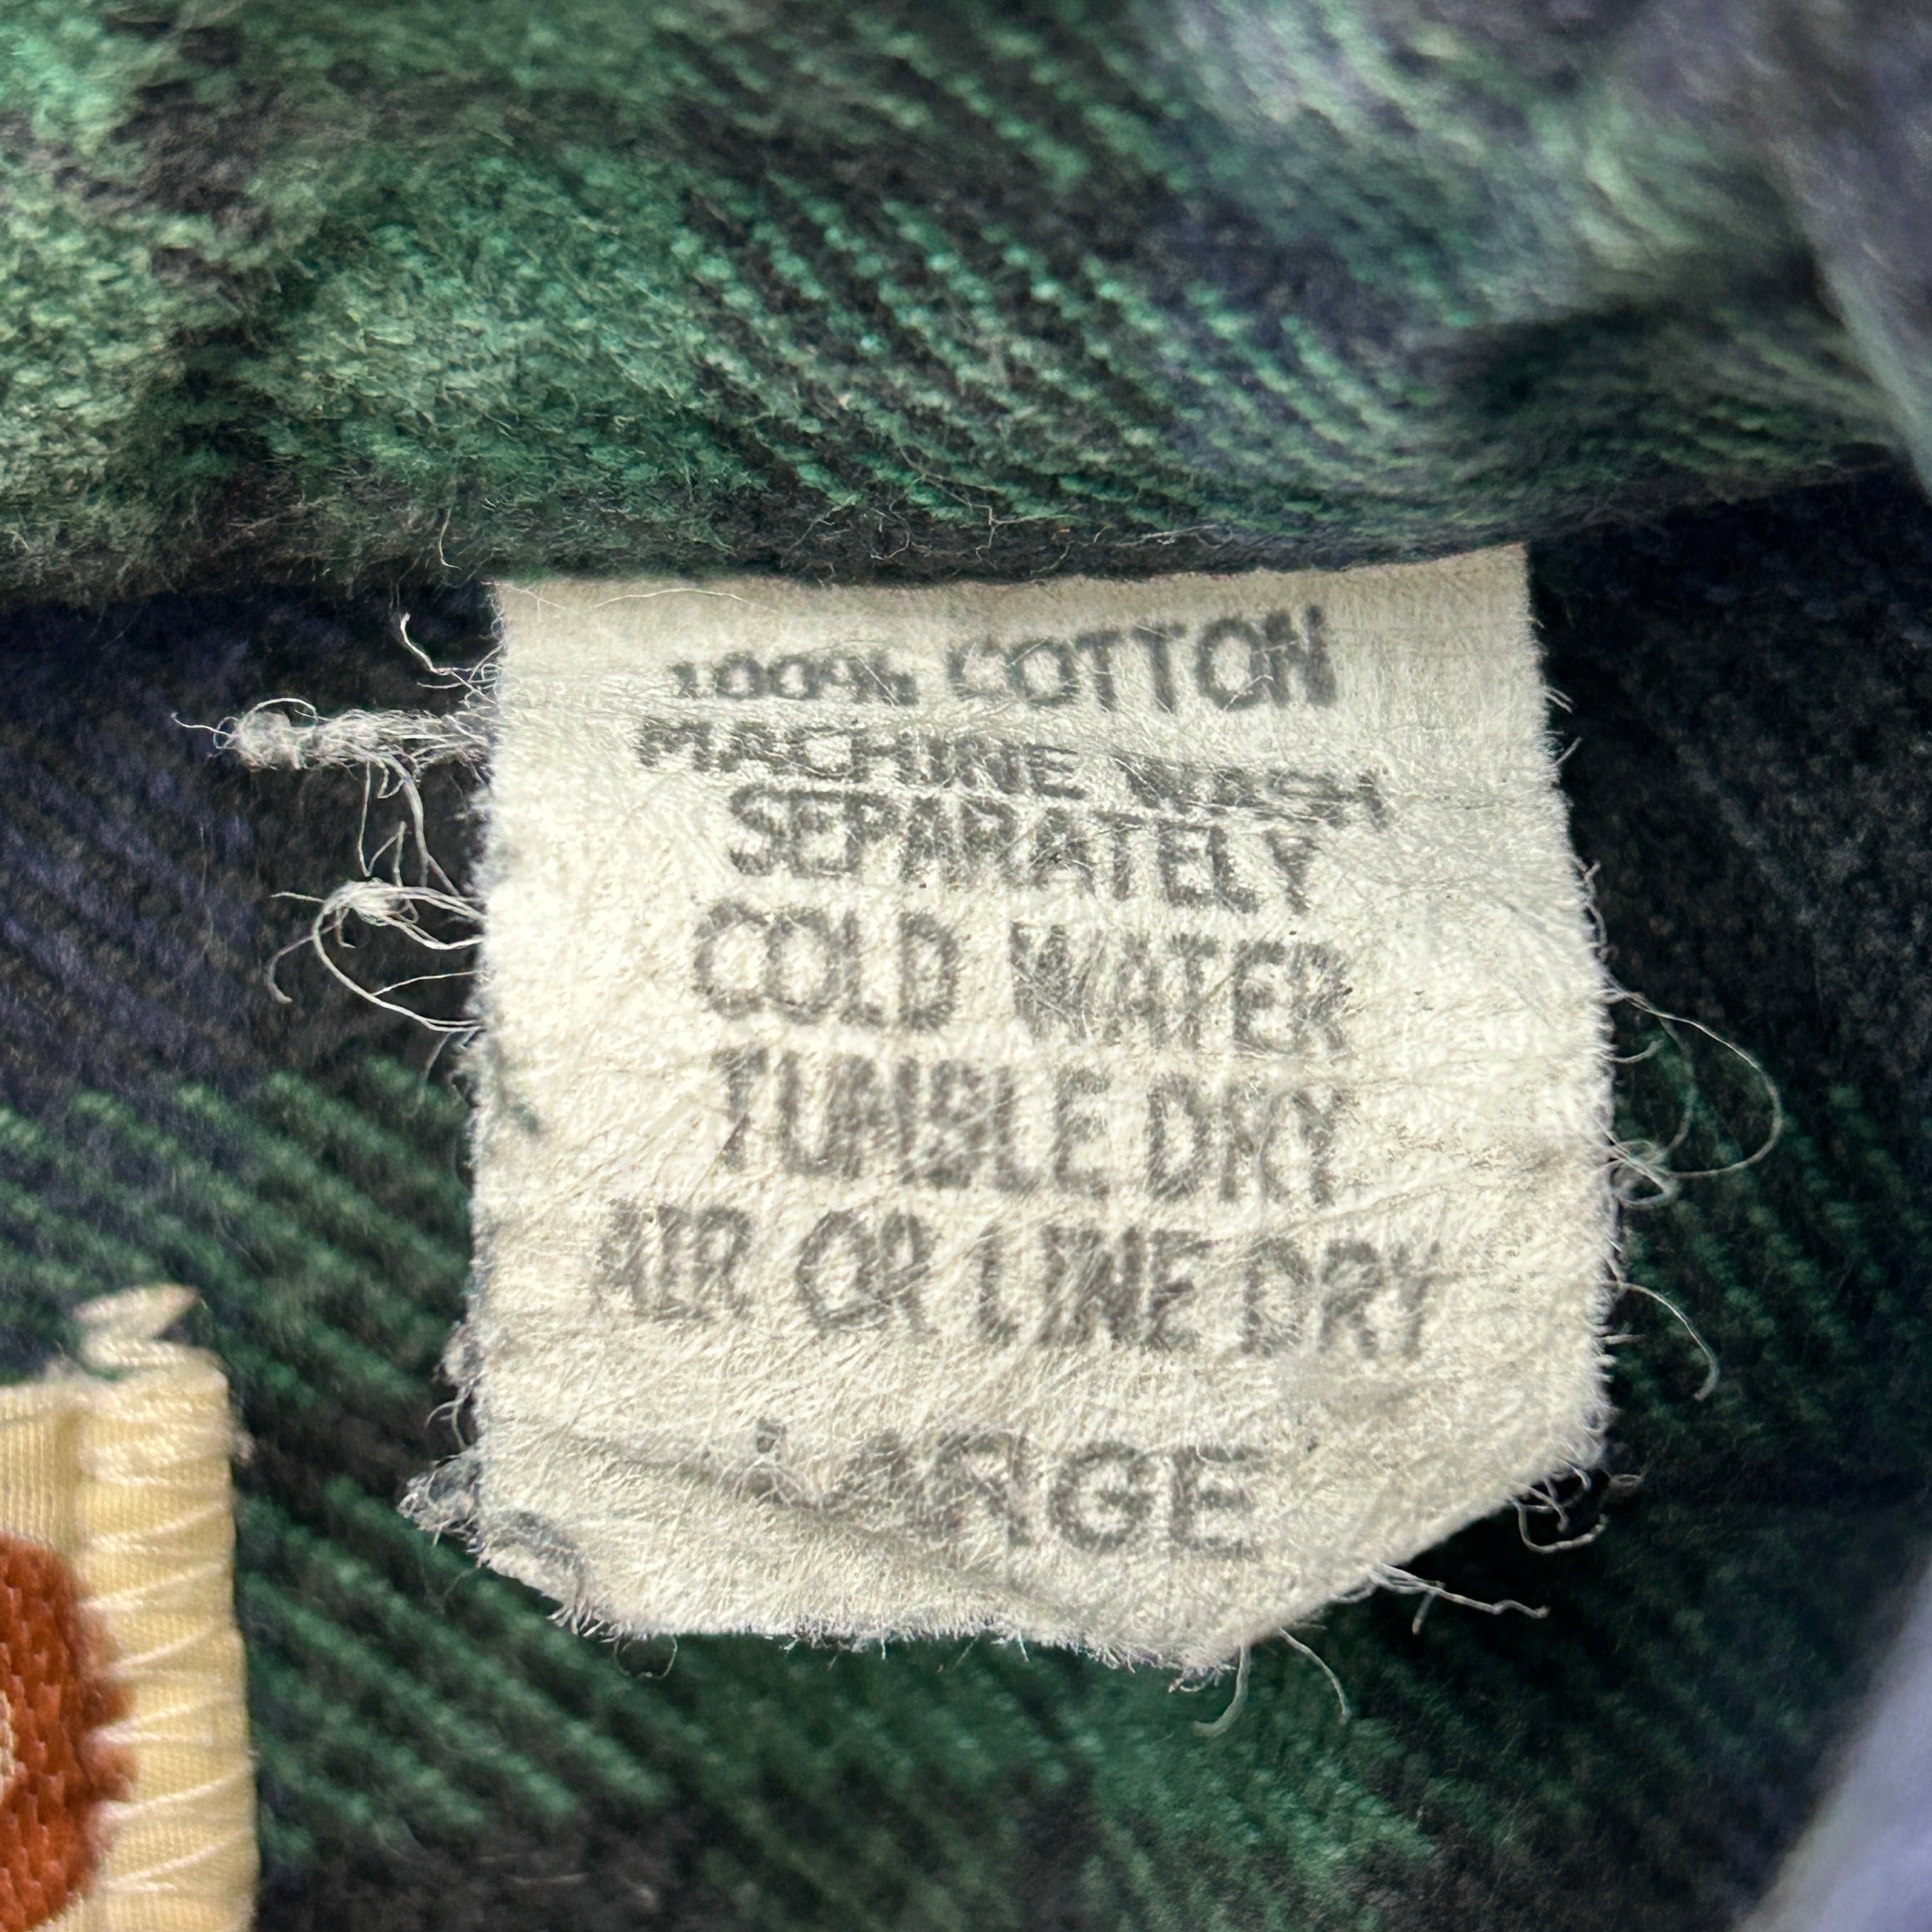 100% COTTON
MACHINE WASH
SEPARATELY
COLD WATER
TUMBLE DRY
AIR OR LINE DRY
LARGE